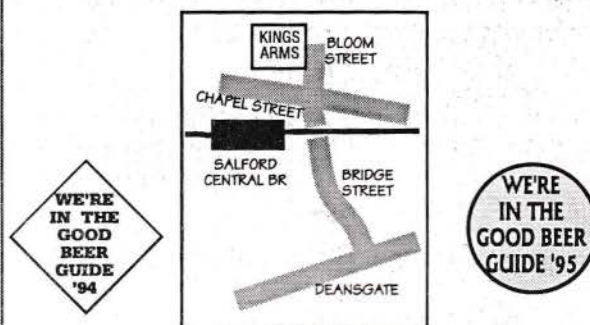 KINGS
ARMS
BLOOM
STREET
CHAPEL STREET
SALFORD
CENTRAL BR
BRIDGE
STREET
DEANSGATE
WE'RE
IN THE
GOOD
BEER
GUIDE
'94
WE'RE
IN THE
GOOD BEER
GUIDE '95